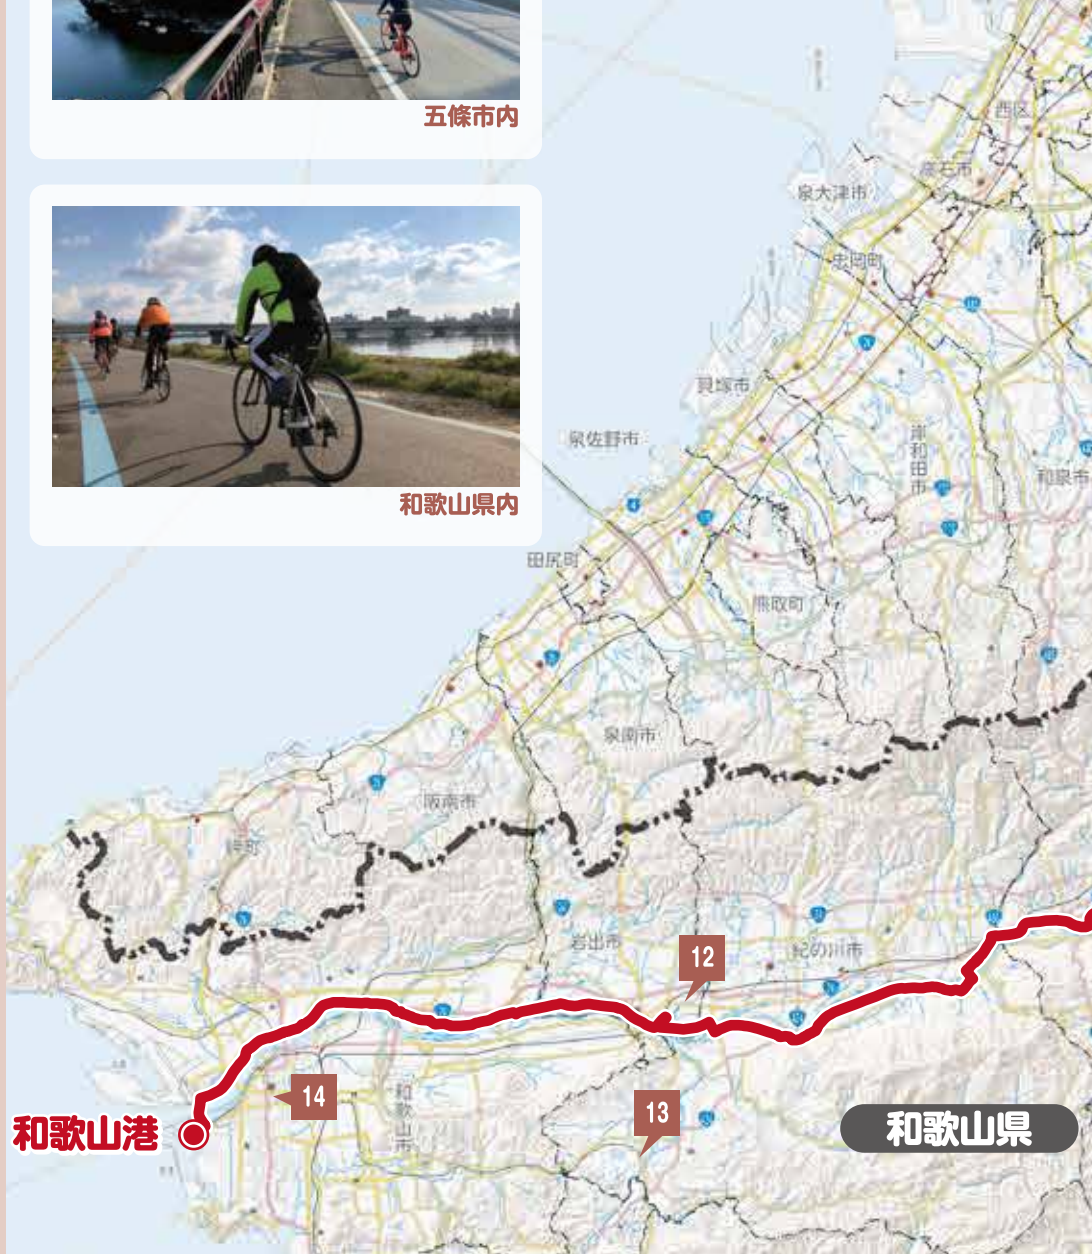 五條市内
和歌山県内
西区
高石市
泉大津市
忠岡町
貝塚市
泉佐野市
岸和田市
和泉市
田尻町
熊取町
泉南市
阪南市
岬町
岩出市
12
紀の川市
14
和歌山市
13
和歌山港
和歌山県